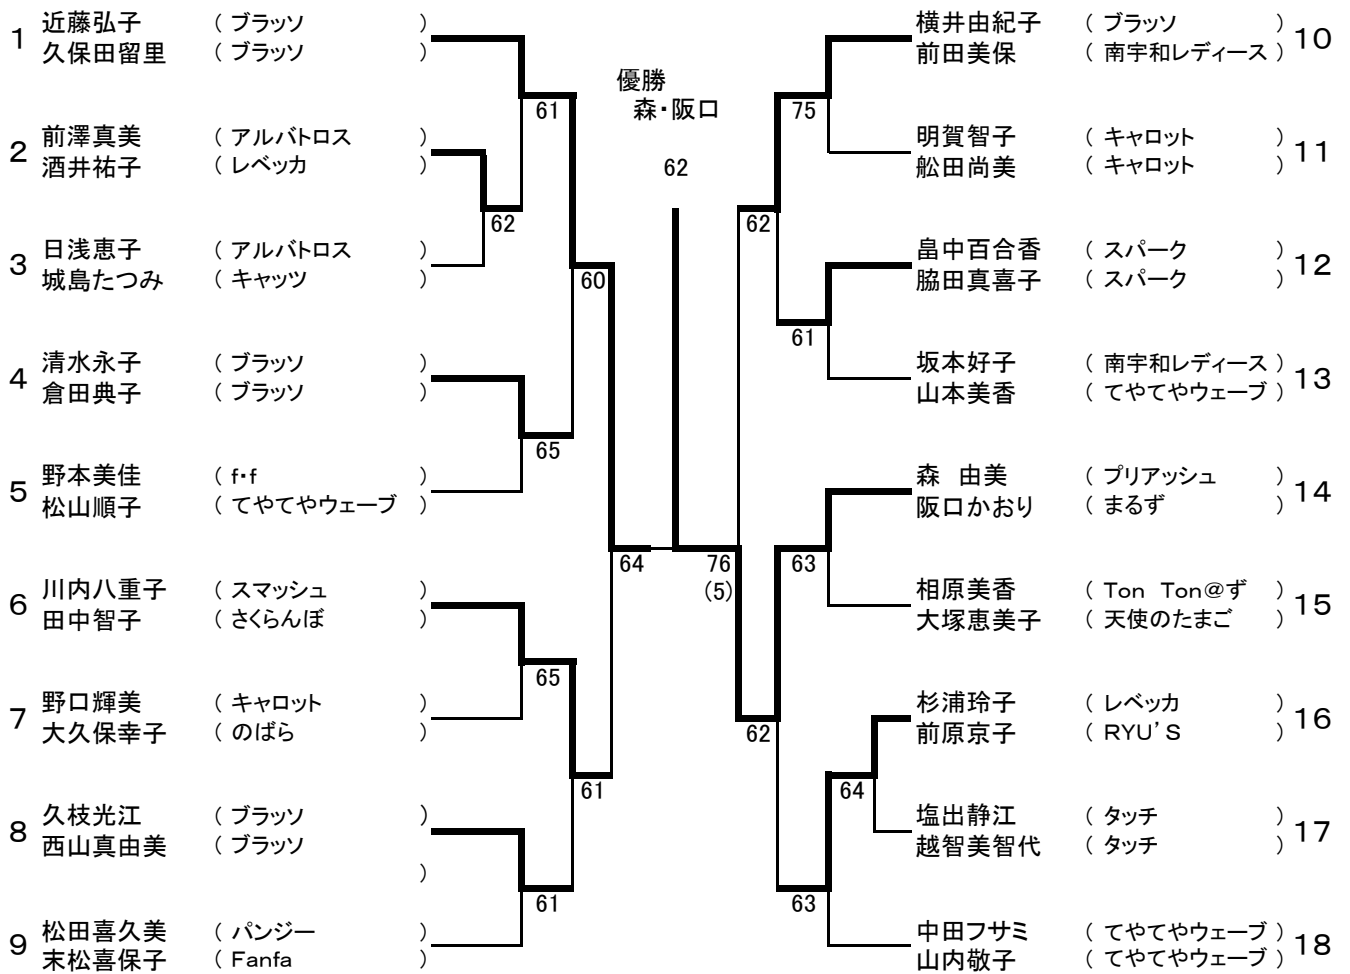 優勝
森・阪口
62
1 近藤弘子 ( ブラッソ )
久保田留里 ( ブラッソ )
61
2 前澤真美 ( アルバトロス )
酒井祐子 ( レベッカ )
62
3 日浅恵子 ( アルバトロス )
城島たつみ ( キャッツ )
60
4 清水永子 ( ブラッソ )
倉田典子 ( ブラッソ )
65
5 野本美佳 ( f・f )
松山順子 ( てやてやウェーブ )
64
6 川内八重子 ( スマッシュ )
田中智子 ( さくらんぼ )
65
7 野口輝美 ( キャロット )
大久保幸子 ( のばら )
61
8 久枝光江 ( ブラッソ )
西山真由美 ( ブラッソ
)
61
9 松田喜久美 ( パンジー )
末松喜保子 ( Fanfa )
横井由紀子 ( ブラッソ ) 10
前田美保 ( 南宇和レディース )
75
明賀智子 ( キャロット ) 11
舩田尚美 ( キャロット )
62
畠中百合香 ( スパーク ) 12
脇田真喜子 ( スパーク )
61
坂本好子 ( 南宇和レディース ) 13
山本美香 ( てやてやウェーブ )
森 由美 ( プリアッシュ ) 14
阪口かおり ( まるず )
76
(5)
63
相原美香 ( Ton Ton@ず ) 15
大塚恵美子 ( 天使のたまご )
杉浦玲子 ( レベッカ ) 16
前原京子 ( RYU'S )
62
64
塩出静江 ( タッチ ) 17
越智美智代 ( タッチ )
63
中田フサミ ( てやてやウェーブ ) 18
山内敬子 ( てやてやウェーブ )